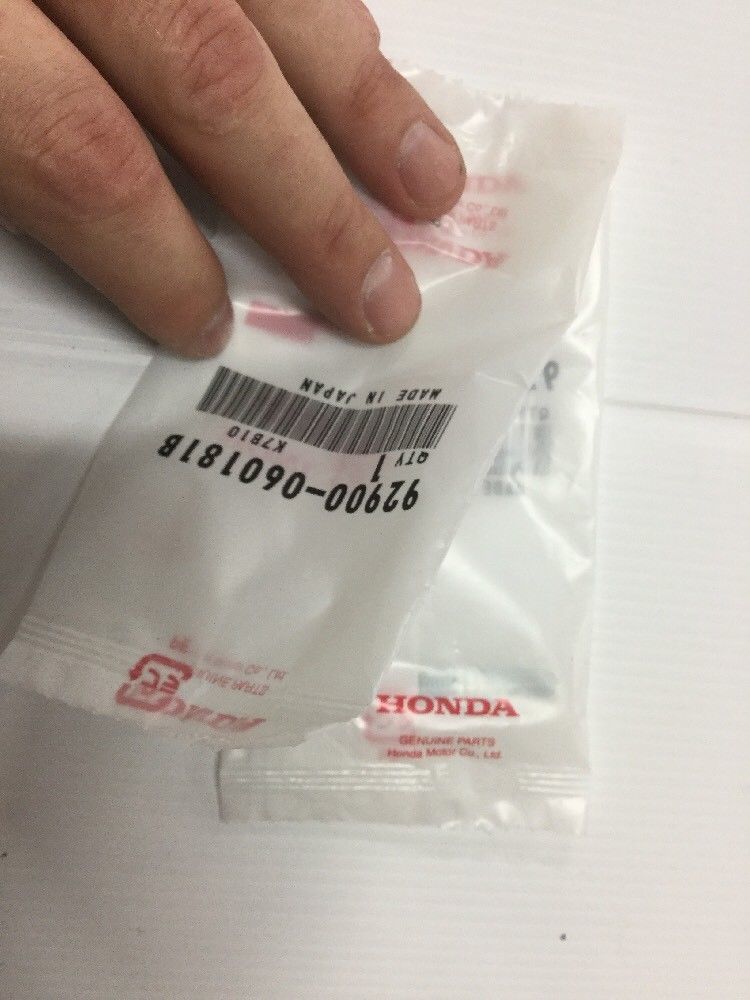 92900-060181B
QTY 1
K7B10
MADE IN JAPAN
HONDA
GENUINE PARTS
Honda Motor Co., Ltd.